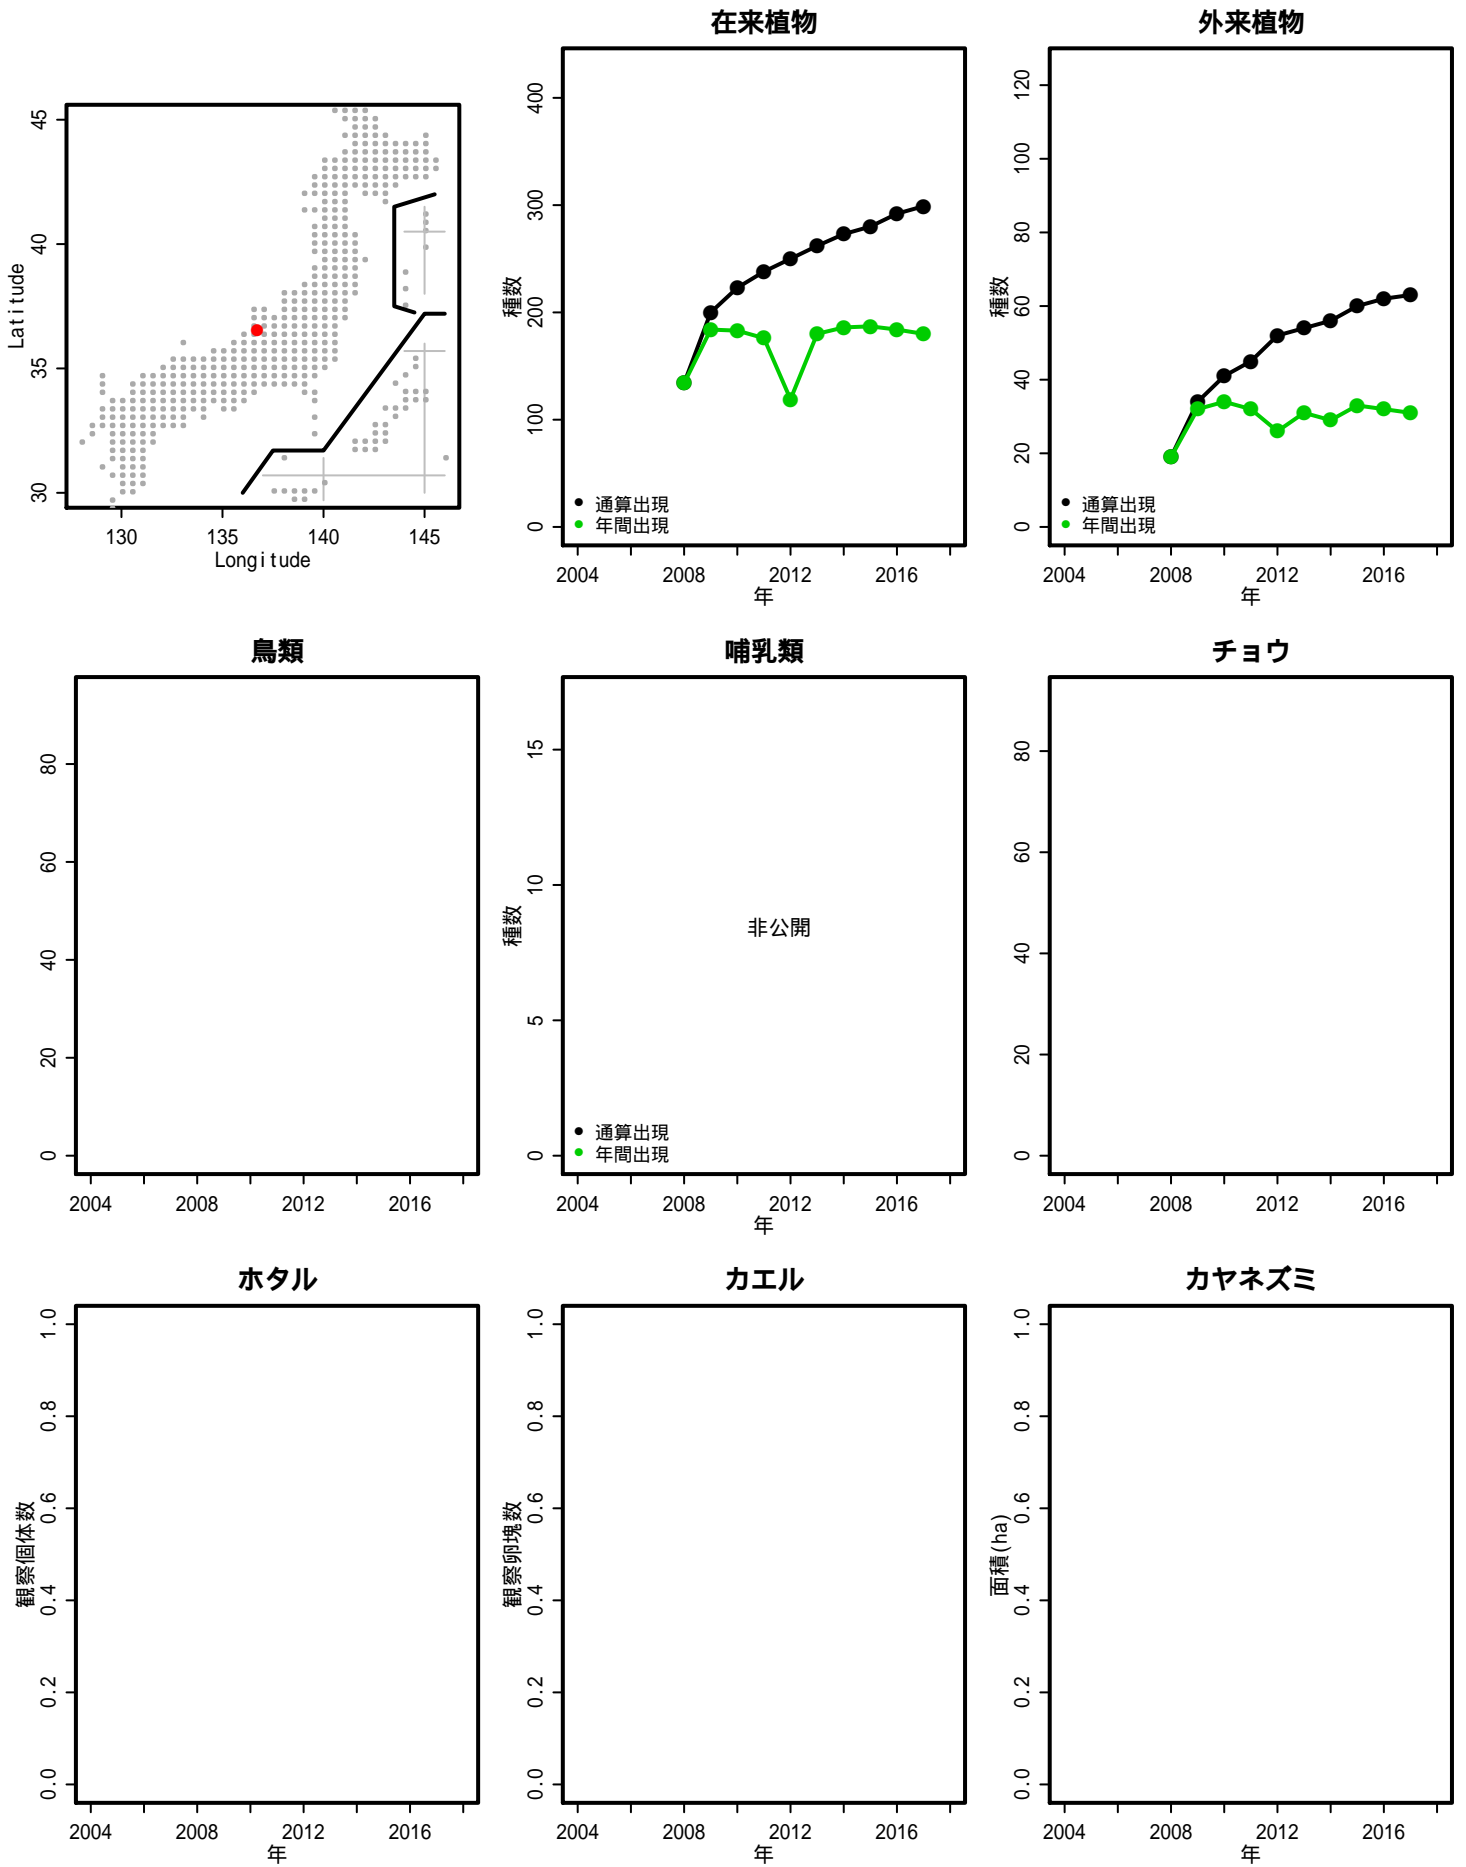 在来植物
外来植物
45
40
35
30
Latitude
130
135
140
145
Longitude
400
300
200
100
0
種数
通算出現
年間出現
2004
2008
2012
2016
年
120
100
80
60
40
20
0
種数
通算出現
年間出現
2004
2008
2012
2016
年
鳥類
哺乳類
チョウ
80
60
40
20
0
2004
2008
2012
2016
15
10
5
0
種数
非公開
通算出現
年間出現
2004
2008
2012
2016
年
80
60
40
20
0
2004
2008
2012
2016
ホタル
カエル
カヤネズミ
1.0
0.8
0.6
0.4
0.2
0.0
観察個体数
2004
2008
2012
2016
年
1.0
0.8
0.6
0.4
0.2
0.0
観察卵塊数
2004
2008
2012
2016
年
1.0
0.8
0.6
0.4
0.2
0.0
面積(ha)
2004
2008
2012
2016
年